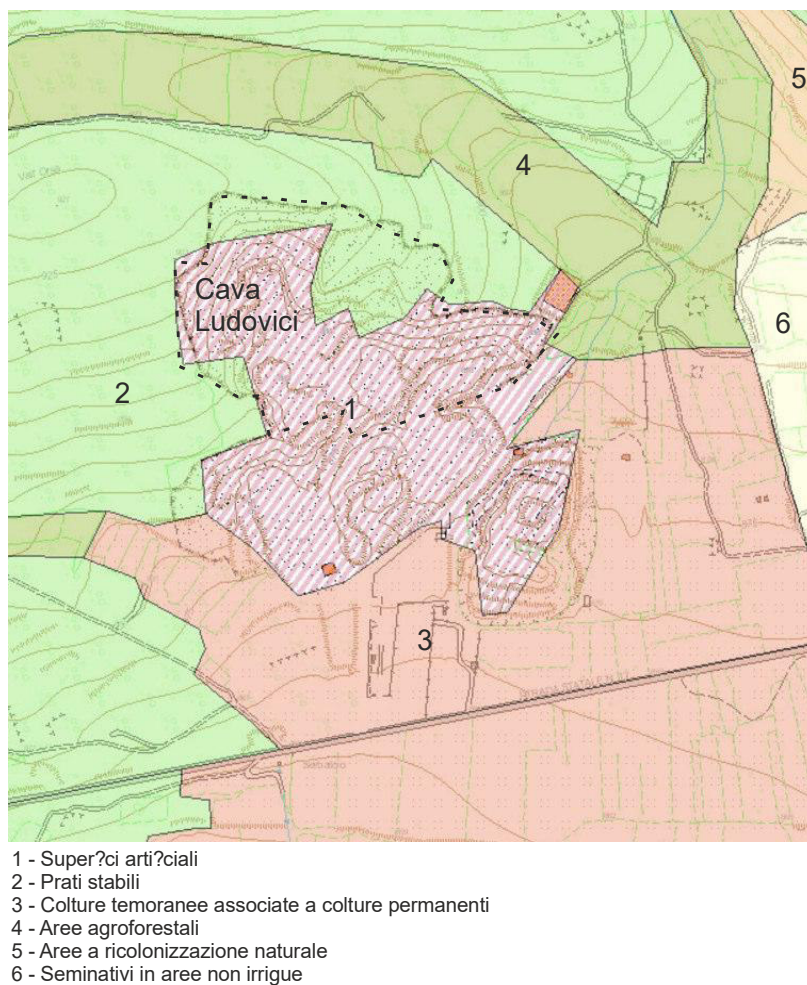 5
4
Cava
Ludovici
6
2
1
3
1 - Super?ci arti?ciali
2 - Prati stabili
3 - Colture temoranee associate a colture permanenti
4 - Aree agroforestali
5 - Aree a ricolonizzazione naturale
6 - Seminativi in aree non irrigue